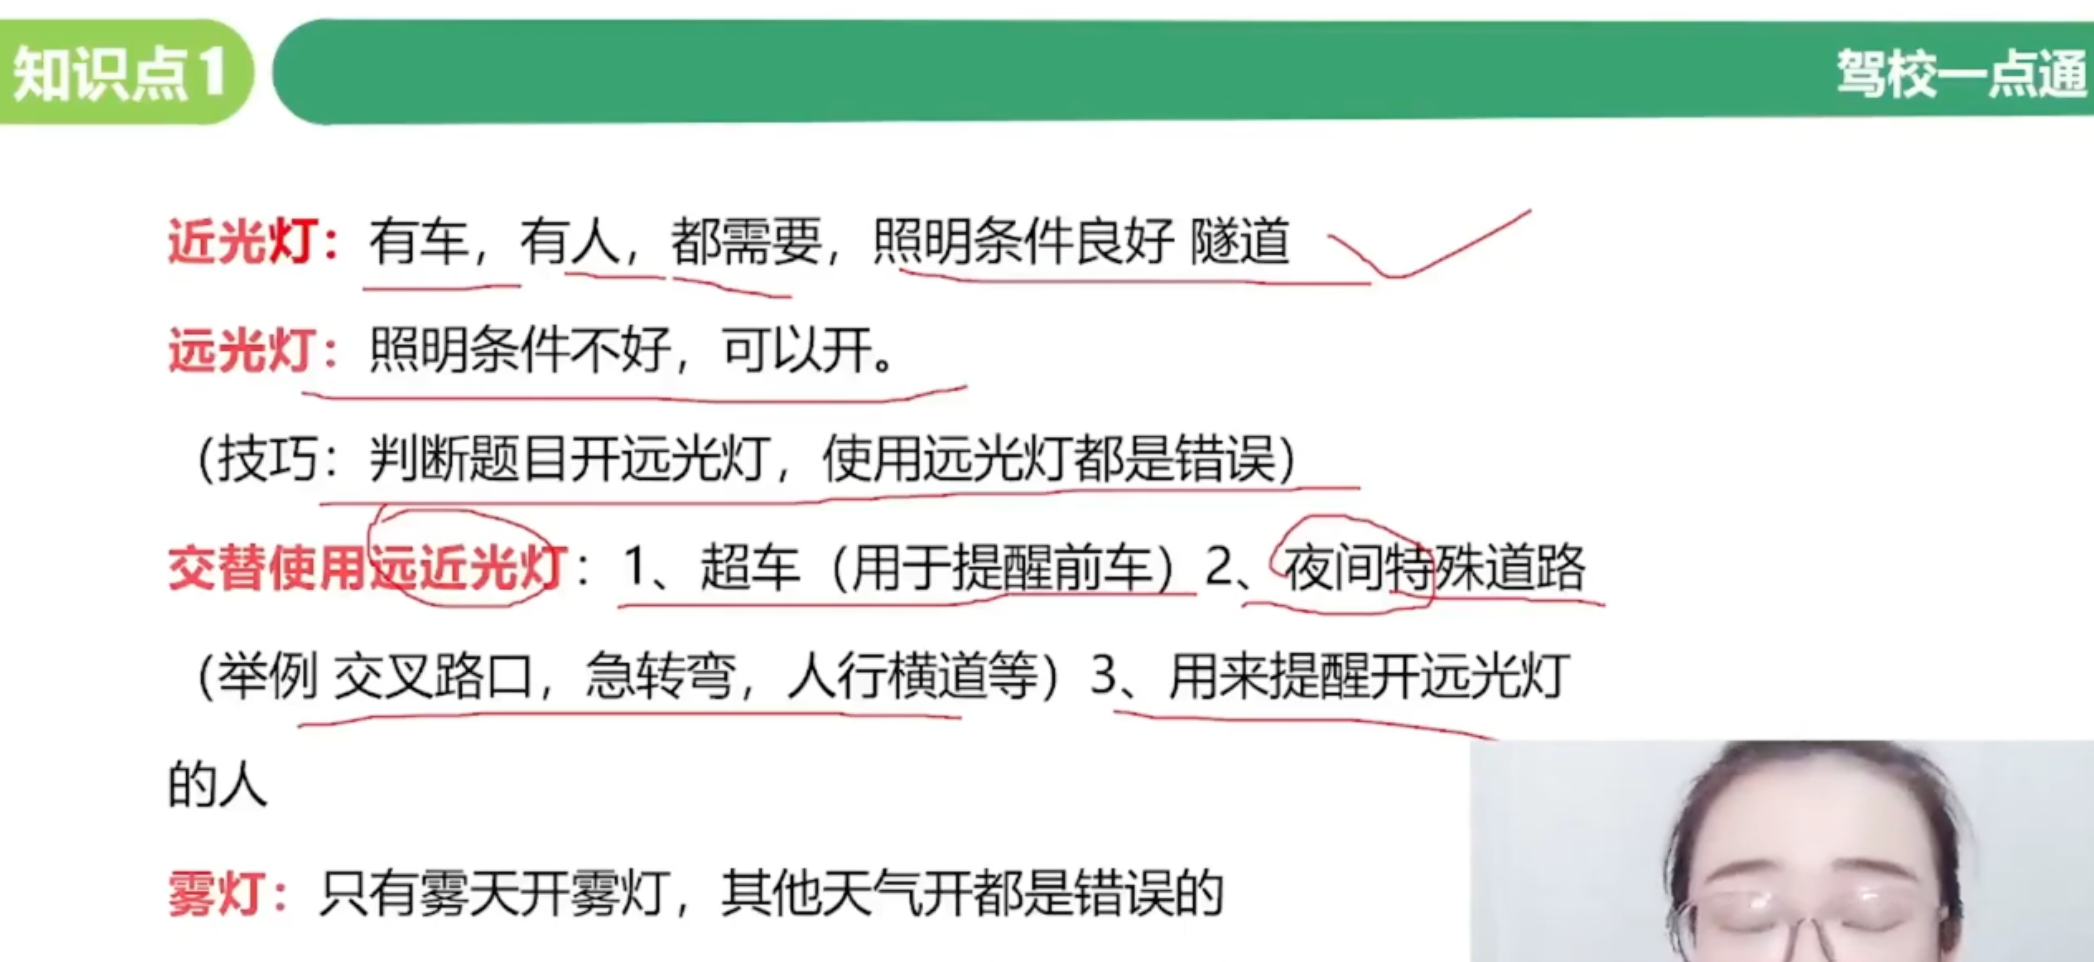 知识点1
驾校一点通
近光灯：有车，有人，都需要，照明条件良好 隧道
远光灯：照明条件不好，可以开。
（技巧：判断题目开远光灯，使用远光灯都是错误）
交替使用远近光灯：1、超车（用于提醒前车）2、夜间特殊道路
（举例 交叉路口，急转弯，人行横道等）3、用来提醒开远光灯
的人
雾灯：只有雾天开雾灯，其他天气开都是错误的